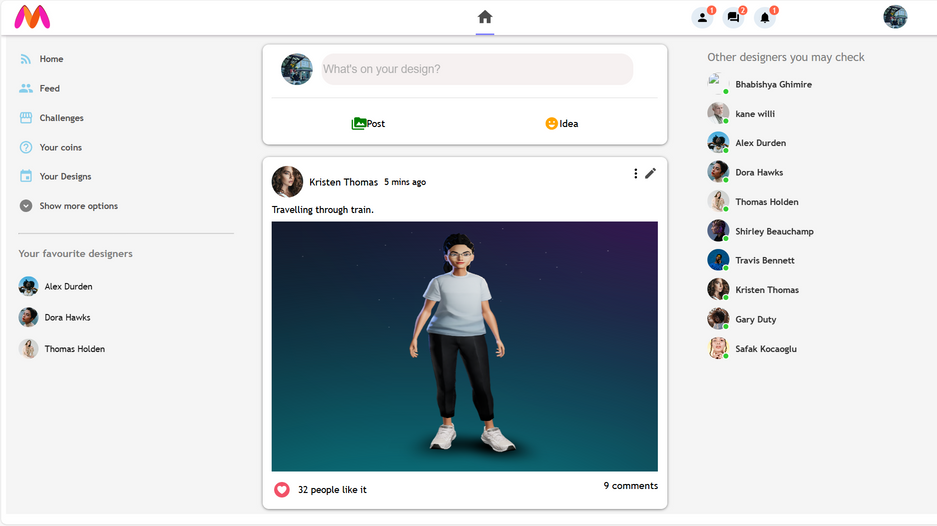 1
2
1
Home
Feed
Challenges
Your coins
Your Designs
Show more options
Your favourite designers
Alex Durden
Dora Hawks
Thomas Holden
What's on your design?
Post
Idea
Kristen Thomas 5 mins ago
Travelling through train.
32 people like it
9 comments
Other designers you may check
Bhabishya Ghimire
kane willi
Alex Durden
Dora Hawks
Thomas Holden
Shirley Beauchamp
Travis Bennett
Kristen Thomas
Gary Duty
Safak Kocaoglu